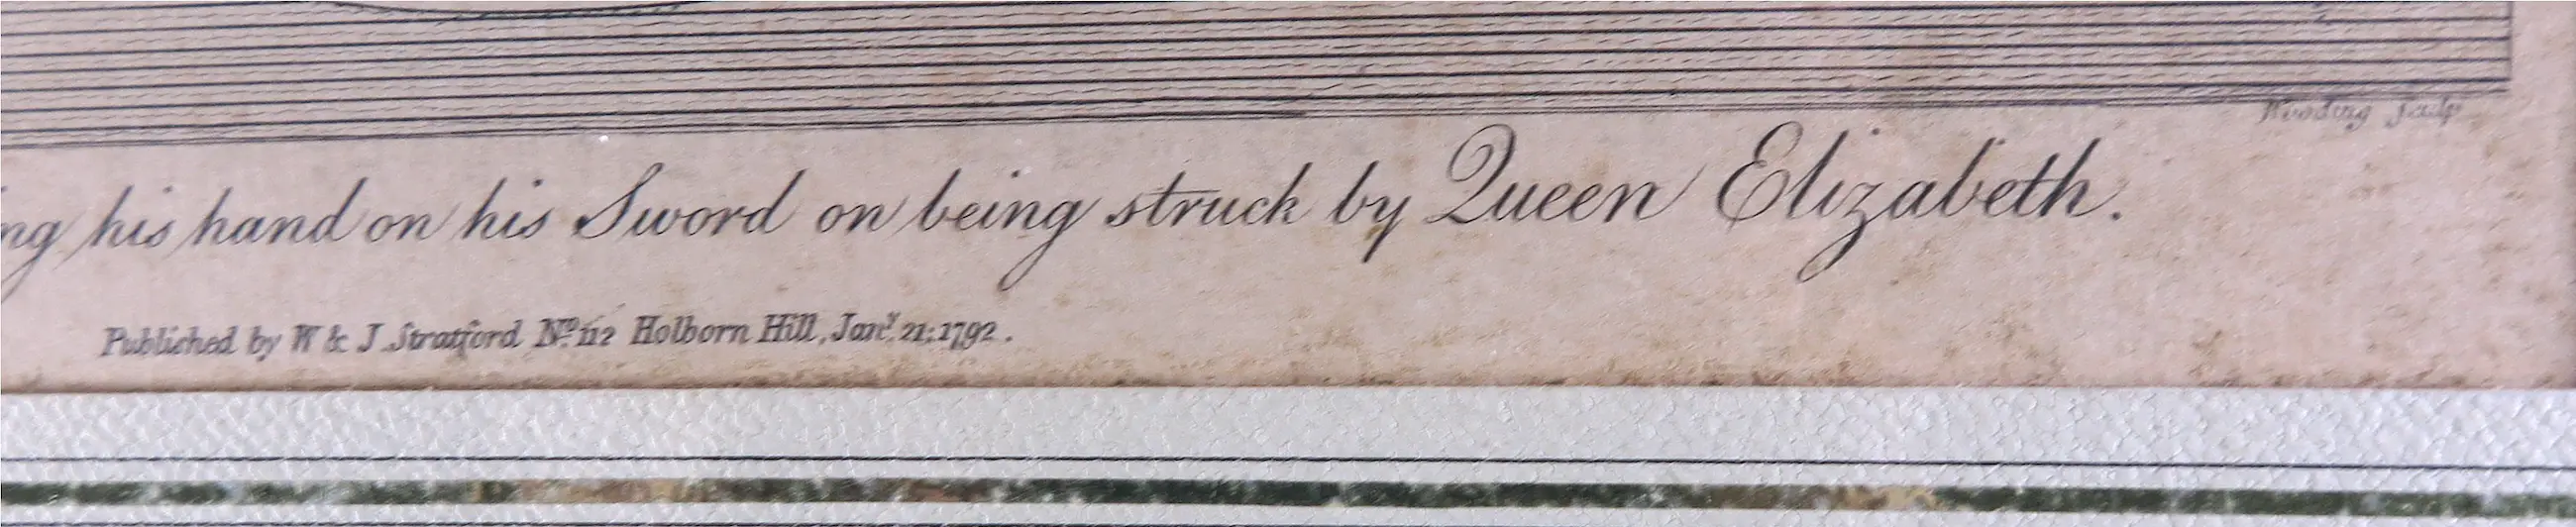 Wooding sculp
ng his hand on his Sword on being struck by Queen Elizabeth.
Published by W & J Stratford Nº. 112 Holborn Hill, Janʸ. 21; 1792.